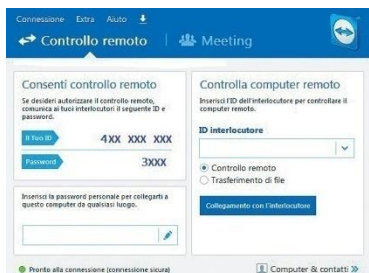 Connessione Extra Aiuto
Controllo remoto Meeting
Consenti controllo remoto
Se desideri autorizzare il controllo remoto,
comunica ai tuoi interlocutori il seguente ID e
password.
Il Tuo ID 4XX XXX XXX
Password 3XXX
Inserisci la password personale per collegarti a
questo computer da qualsiasi luogo.
Controlla computer remoto
Inserisci l'ID dell'interlocutore per controllare il
computer remoto.
ID interlocutore
Controllo remoto
Trasferimento di file
Collegamento con l'interlocutore
Pronto alla connessione (connessione sicura)
Computer & contatti